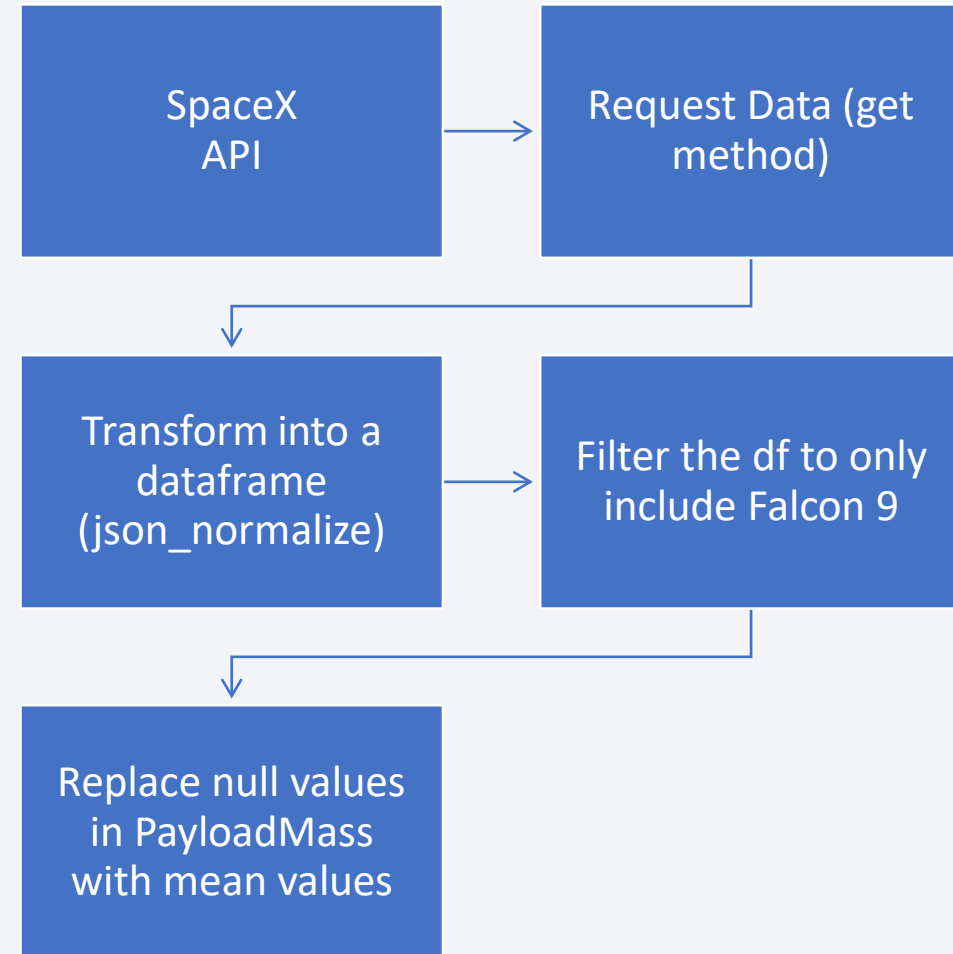 SpaceX
API
Request Data (get
method)
Transform into a
dataframe
(json_normalize)
Filter the df to only
include Falcon 9
Replace null values
in PayloadMass
with mean values